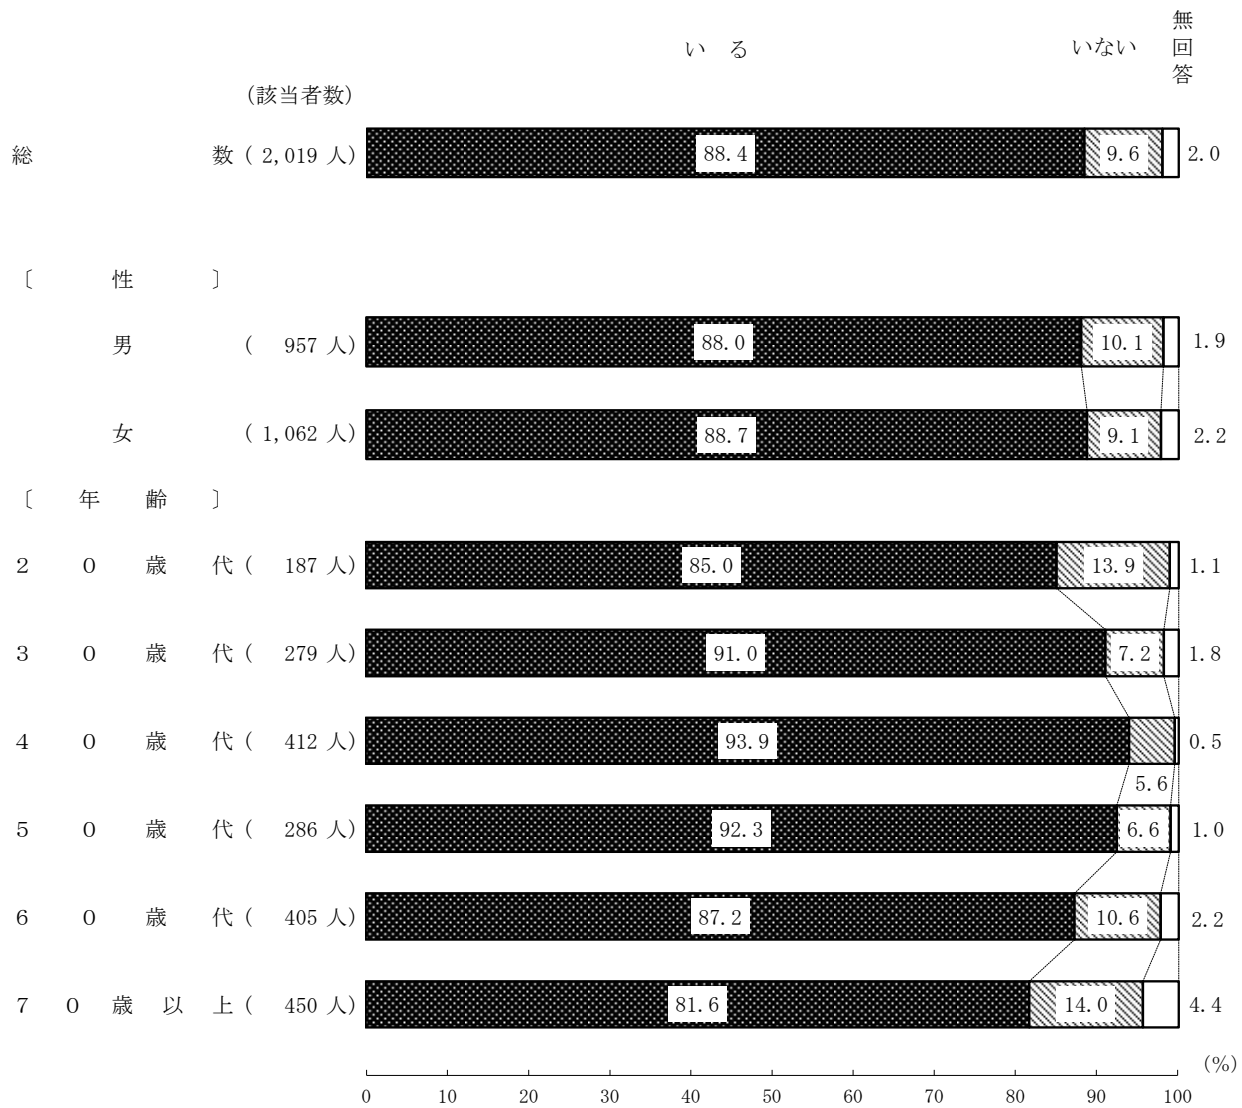 無回答
いる いない
(該当者数)
総数( 2,019 人) 88.4 9.6 2.0
〔 性 〕
男 ( 957 人) 88.0 10.1 1.9
女 ( 1,062 人) 88.7 9.1 2.2
〔 年 齢 〕
２０歳代( 187 人) 85.0 13.9 1.1
３０歳代( 279 人) 91.0 7.2 1.8
４０歳代( 412 人) 93.9 0.5
5.6
５０歳代( 286 人) 92.3 6.6 1.0
６０歳代( 405 人) 87.2 10.6 2.2
７０歳以上( 450 人) 81.6 14.0 4.4
(%)
0 10 20 30 40 50 60 70 80 90 100